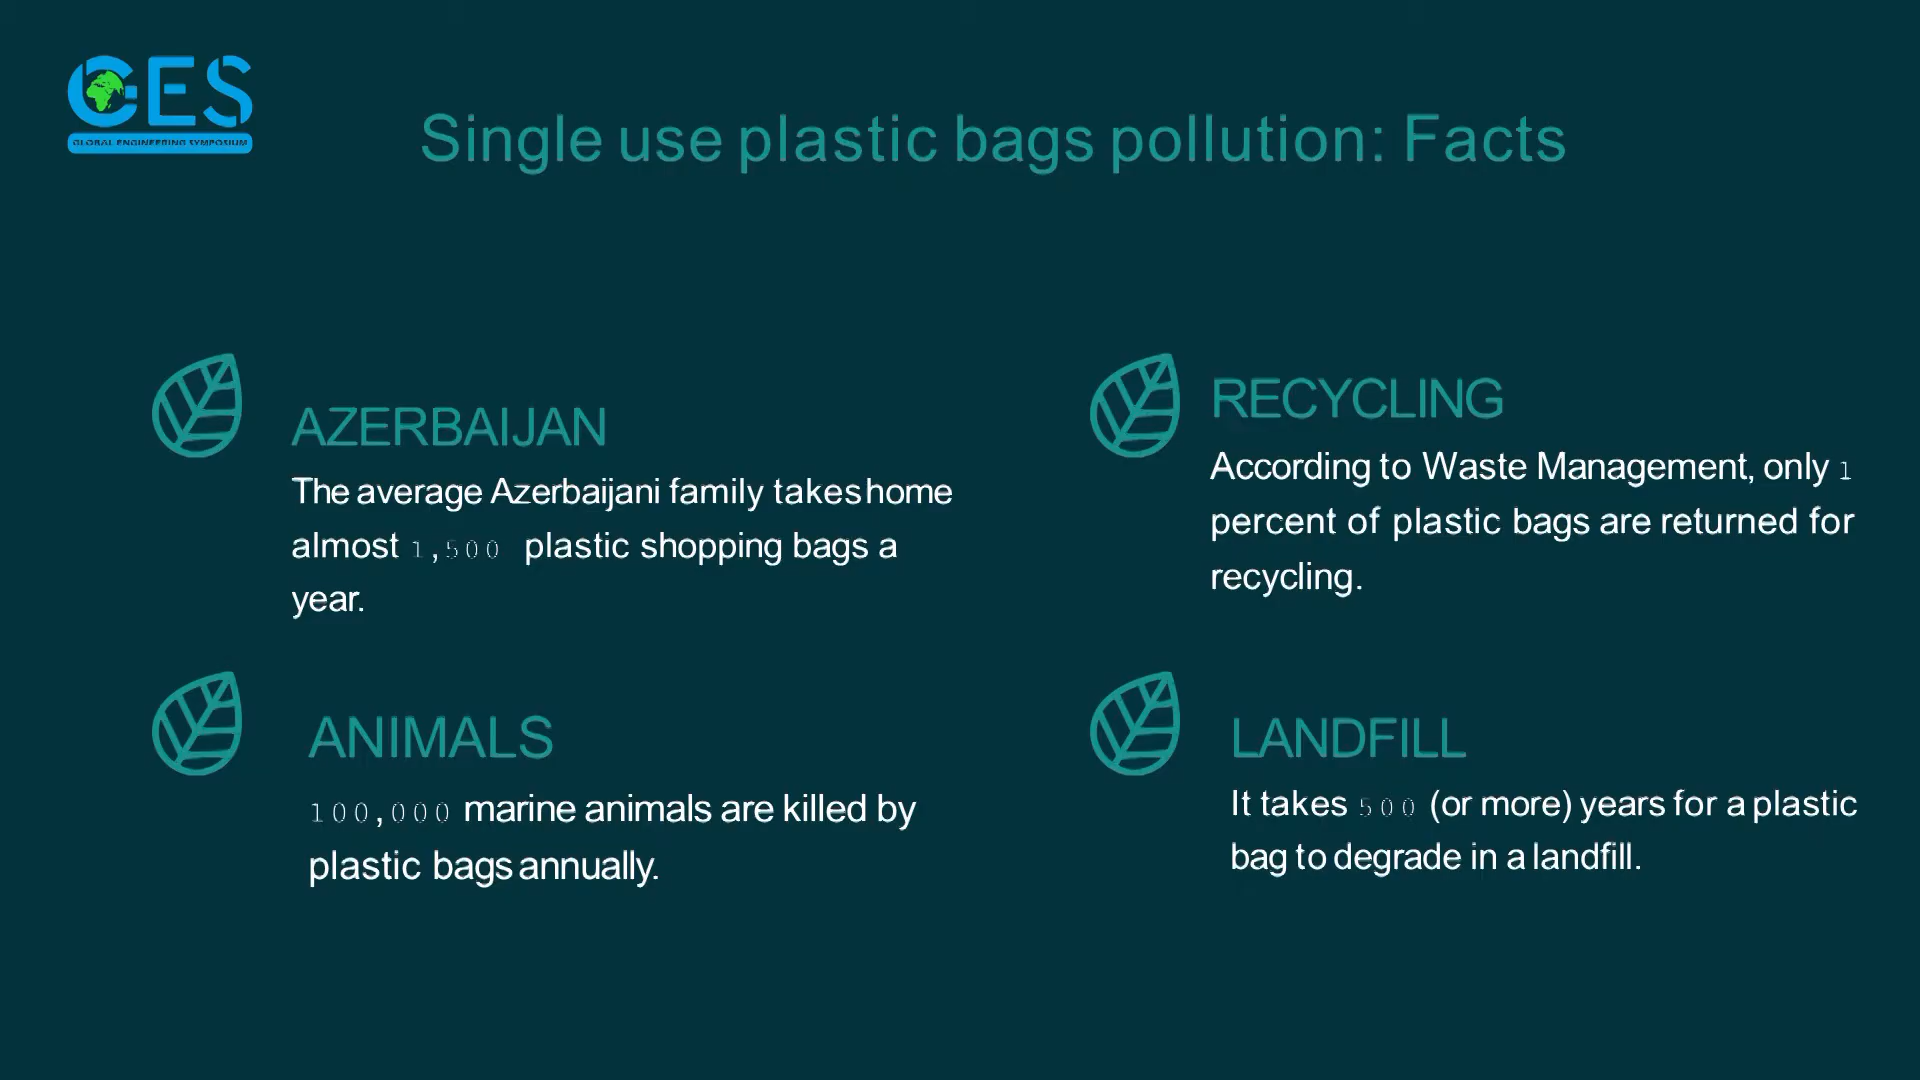 GES
GLOBAL ENGINEERING SYMPOSIUM
Single use plastic bags pollution: Facts
AZERBAIJAN
The average Azerbaijani family takes home
almost 1,500 plastic shopping bags a
year.
RECYCLING
According to Waste Management, only 1
percent of plastic bags are returned for
recycling.
ANIMALS
100,000 marine animals are killed by
plastic bags annually.
LANDFILL
It takes 500 (or more) years for a plastic
bag to degrade in a landfill.